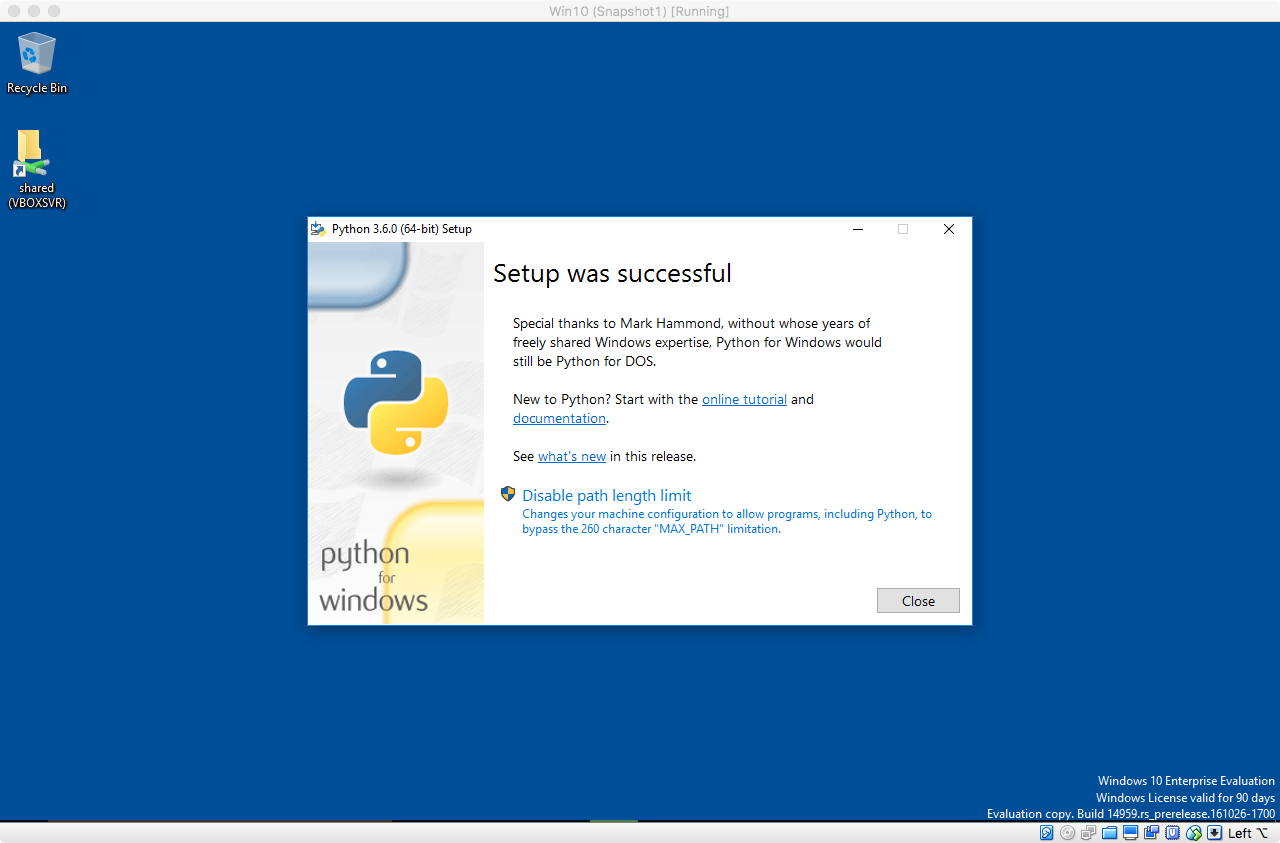 Win10 (Snapshot1) [Running]
Recycle Bin
shared
(VBOXSVR)
Python 3.6.0 (64-bit) Setup
Setup was successful
Special thanks to Mark Hammond, without whose years of
freely shared Windows expertise, Python for Windows would
still be Python for DOS.
New to Python? Start with the online tutorial and
documentation.
See what's new in this release.
Disable path length limit
Changes your machine configuration to allow programs, including Python, to
bypass the 260 character "MAX_PATH" limitation.
python
for
windows
Close
Windows 10 Enterprise Evaluation
Windows License valid for 90 days
Evaluation copy. Build 14959.rs_prerelease.161026-1700
Left ⌥